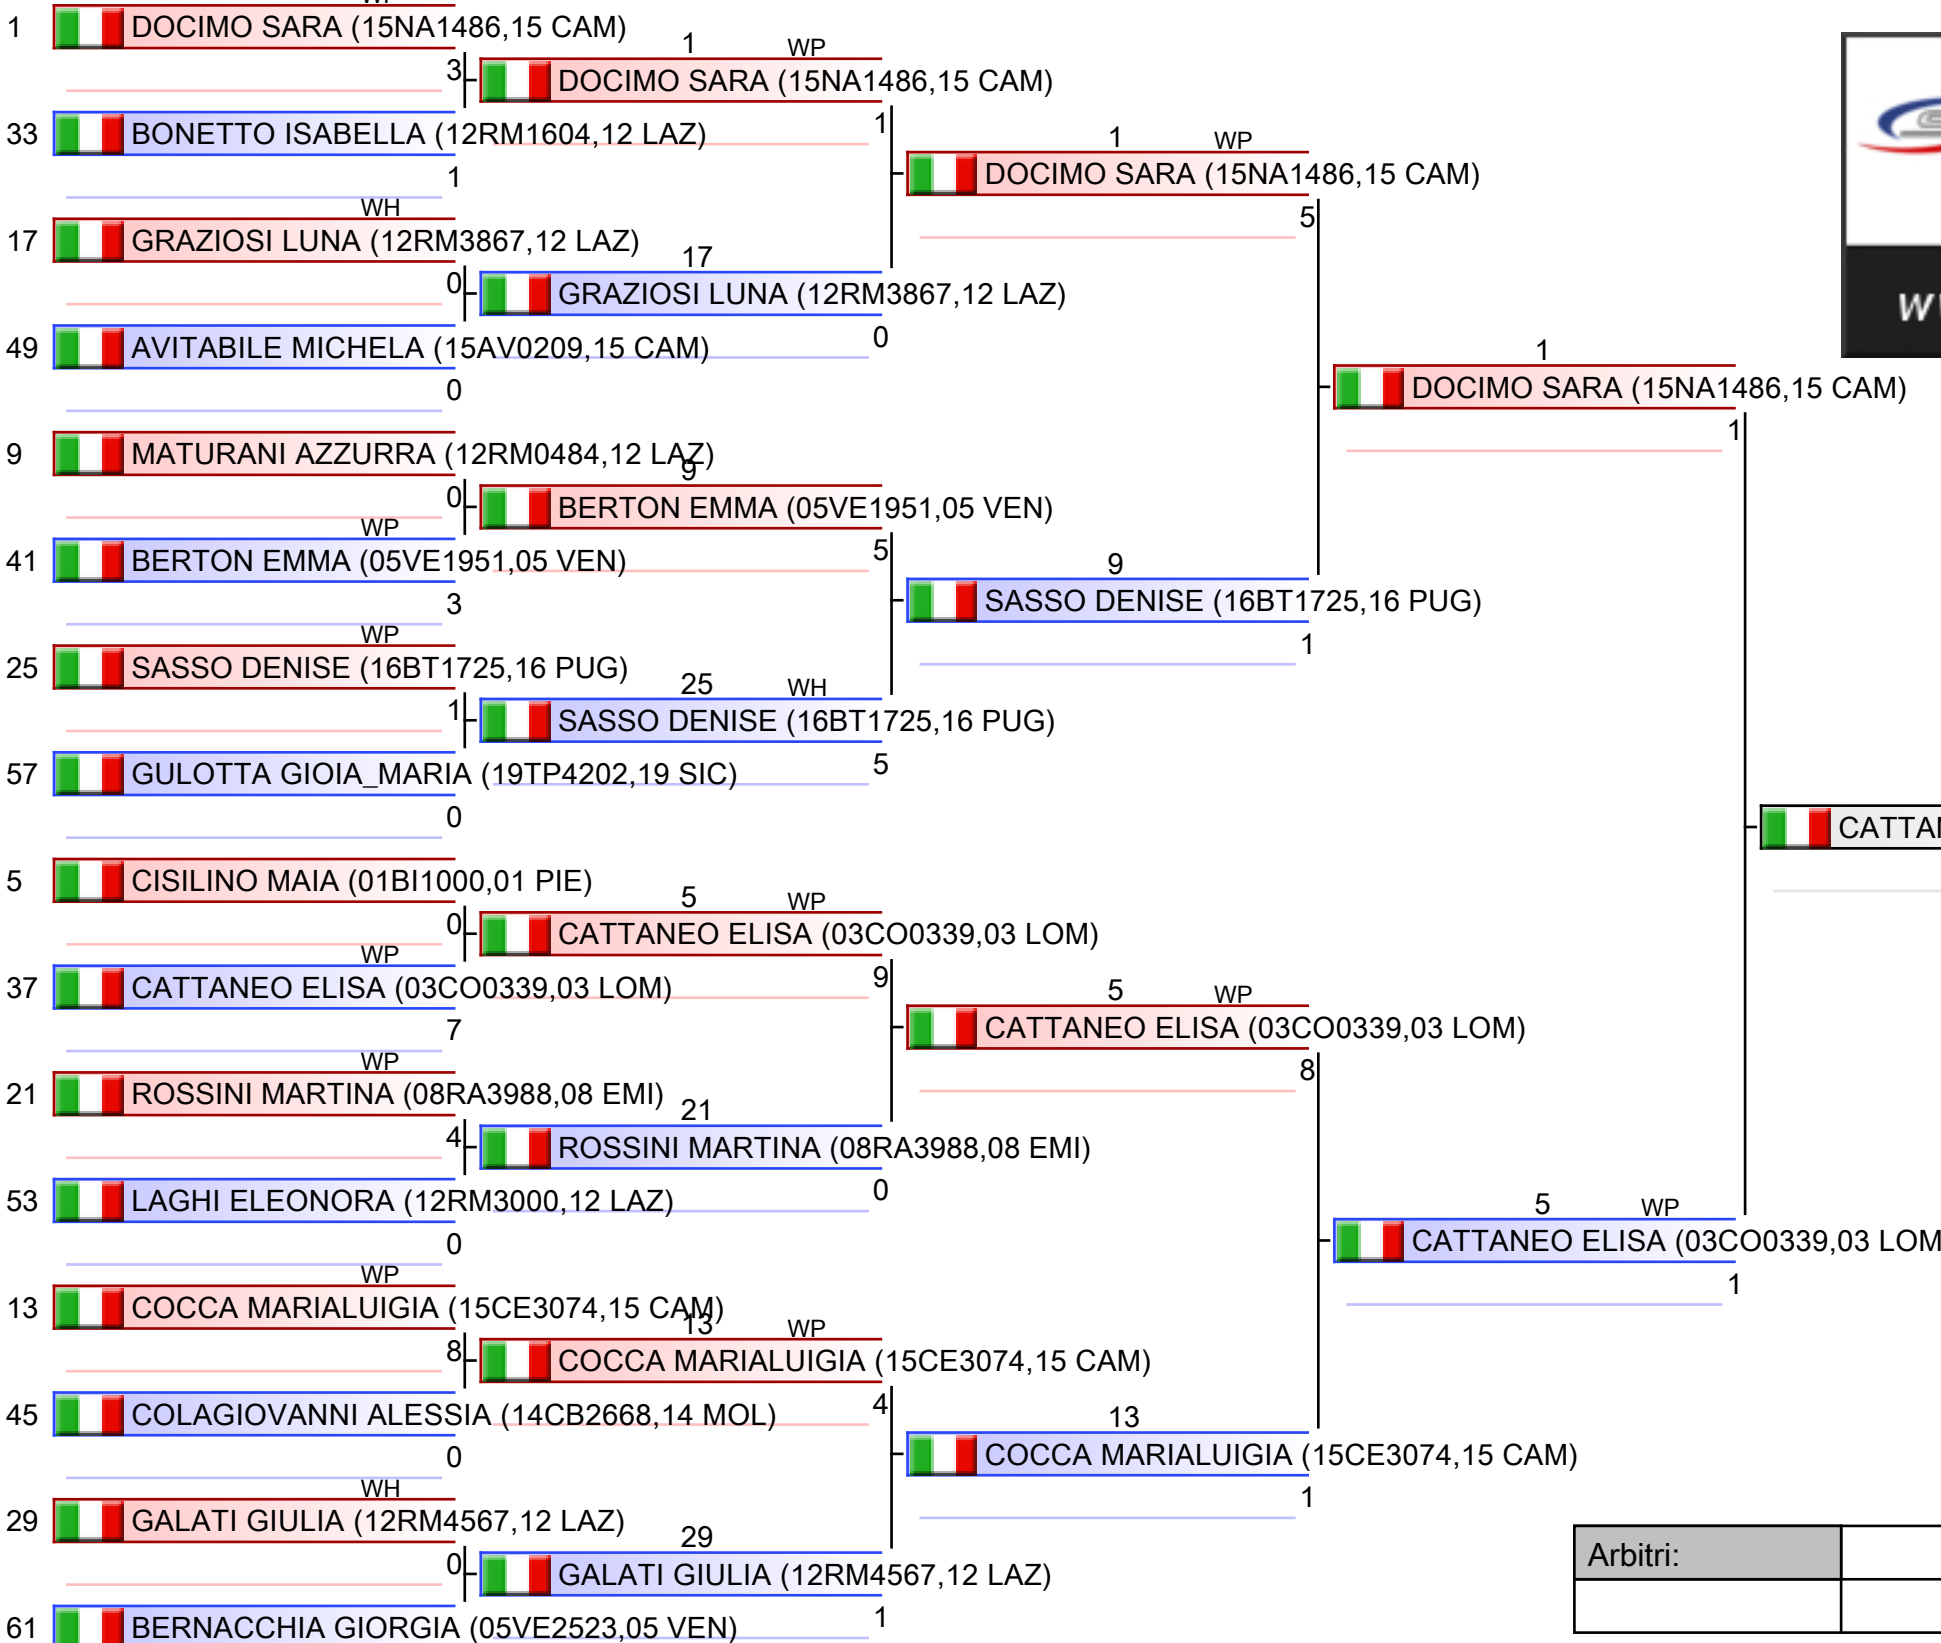 WP
1 DOCIMO SARA (15NA1486,15 CAM)
3
33 BONETTO ISABELLA (12RM1604,12 LAZ)
1
WH
17 GRAZIOSI LUNA (12RM3867,12 LAZ)
0
49 AVITABILE MICHELA (15AV0209,15 CAM)
0
9 MATURANI AZZURRA (12RM0484,12 LAZ)
0
WP
41 BERTON EMMA (05VE1951,05 VEN)
3
WP
25 SASSO DENISE (16BT1725,16 PUG)
1
57 GULOTTA GIOIA_MARIA (19TP4202,19 SIC)
0
5 CISILINO MAIA (01BI1000,01 PIE)
0
WP
37 CATTANEO ELISA (03CO0339,03 LOM)
7
WP
21 ROSSINI MARTINA (08RA3988,08 EMI)
4
53 LAGHI ELEONORA (12RM3000,12 LAZ)
0
WP
13 COCCA MARIALUIGIA (15CE3074,15 CAM)
8
45 COLAGIOVANNI ALESSIA (14CB2668,14 MOL)
0
WH
29 GALATI GIULIA (12RM4567,12 LAZ)
0
61 BERNACCHIA GIORGIA (05VE2523,05 VEN)
1 WP
DOCIMO SARA (15NA1486,15 CAM)
1
17
GRAZIOSI LUNA (12RM3867,12 LAZ)
0
9
BERTON EMMA (05VE1951,05 VEN)
5
25 WH
SASSO DENISE (16BT1725,16 PUG)
5
5 WP
CATTANEO ELISA (03CO0339,03 LOM)
9
21
ROSSINI MARTINA (08RA3988,08 EMI)
0
13 WP
COCCA MARIALUIGIA (15CE3074,15 CAM)
4
29
GALATI GIULIA (12RM4567,12 LAZ)
1
1 WP
DOCIMO SARA (15NA1486,15 CAM)
5
9
SASSO DENISE (16BT1725,16 PUG)
1
5 WP
CATTANEO ELISA (03CO0339,03 LOM)
8
13
COCCA MARIALUIGIA (15CE3074,15 CAM)
1
1
DOCIMO SARA (15NA1486,15 CAM)
1
5 WP
CATTANEO ELISA (03CO0339,03 LOM
1
CATTAN
Arbitri: